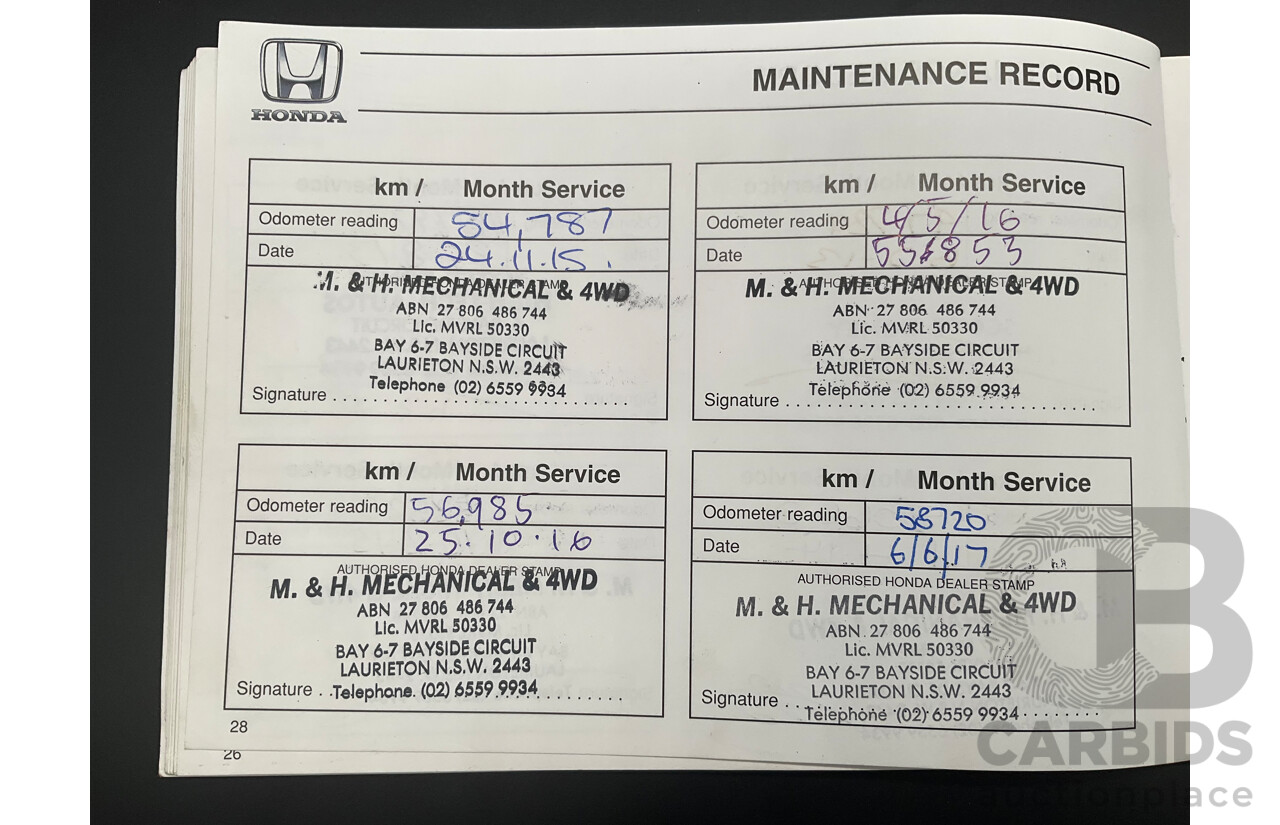 HONDA
MAINTENANCE RECORD
km / Month Service
Odometer reading 54,787
Date 24.11.15.
AUTHORISED HONDA DEALER STAMP
M. & H. MECHANICAL & 4WD
ABN 27 806 486 744
Lic. MVRL 50330
BAY 6-7 BAYSIDE CIRCUIT
LAURIETON N.S.W. 2443
Telephone (02) 6559 9934
Signature
km / Month Service
Odometer reading 4/5/16
Date 55,853
AUTHORISED HONDA DEALER STAMP
M. & H. MECHANICAL & 4WD
ABN 27 806 486 744
Lic. MVRL 50330
BAY 6-7 BAYSIDE CIRCUIT
LAURIETON N.S.W. 2443
Telephone (02) 6559 9934
Signature
km / Month Service
Odometer reading 56,985
Date 25.10.16
AUTHORISED HONDA DEALER STAMP
M. & H. MECHANICAL & 4WD
ABN 27 806 486 744
Lic. MVRL 50330
BAY 6-7 BAYSIDE CIRCUIT
LAURIETON N.S.W. 2443
Signature Telephone (02) 6559 9934
km / Month Service
Odometer reading 58720
Date 6/6/17
AUTHORISED HONDA DEALER STAMP
M. & H. MECHANICAL & 4WD
ABN 27 806 486 744
Lic. MVRL 50330
BAY 6-7 BAYSIDE CIRCUIT
LAURIETON N.S.W. 2443
Signature
Telephone (02) 6559 9934
28
26
CARBIDS
auctionplace